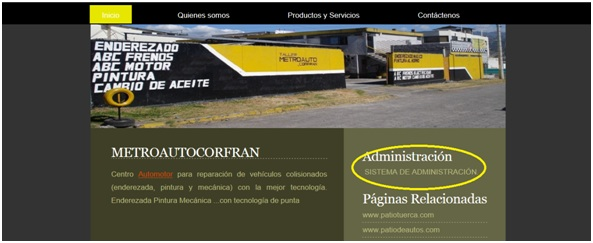 Inicio
Quienes somos
Productos y Servicios
Contáctenos
ENDEREZADO
ABC FRENOS
ABC MOTOR
PINTURA
CAMBIO DE ACEITE
TALLER
METROAUTO
CORFRAN
METROAUTOCORFRAN
Centro Automotor para reparación de vehículos colisionados
(enderezada, pintura y mecánica) con la mejor tecnología.
Enderezada Pintura Mecánica ...con tecnología de punta
Administración
SISTEMA DE ADMINISTRACIÓN
Páginas Relacionadas
www.patiotuerca.com
www.patiodeautos.com